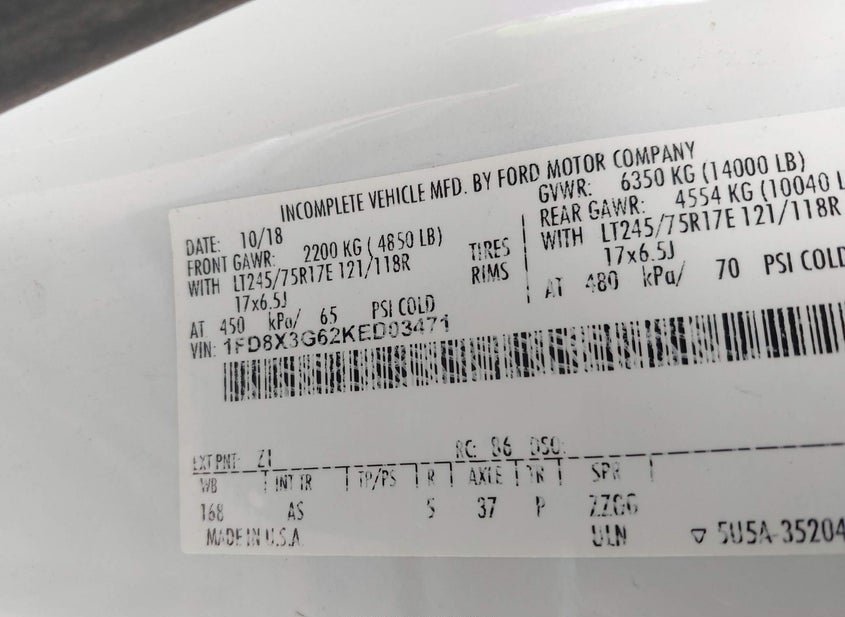 INCOMPLETE VEHICLE MFD. BY FORD MOTOR COMPANY
DATE: 10/18
GVWR: 6350 KG (14000 LB)
FRONT GAWR: 2200 KG ( 4850 LB)
REAR GAWR: 4554 KG (10040 L
WITH LT245/75R17E 121/118R TIRES
WITH LT245/75R17E 121/118R
17x6.5J RIMS
17x6.5J
AT 450 kPa/ 65 PSI COLD
AT 480 kPa/ 70 PSI COLD
VIN: 1FD8X3G62KED03471
EXT PNT: Z1 RC: 86 DSO:
WB INT TR TP/PS R AXLE TR SPR
168 AS 5 37 P ZZGG
MADE IN U.S.A. ULN ▽ 5U5A-35204